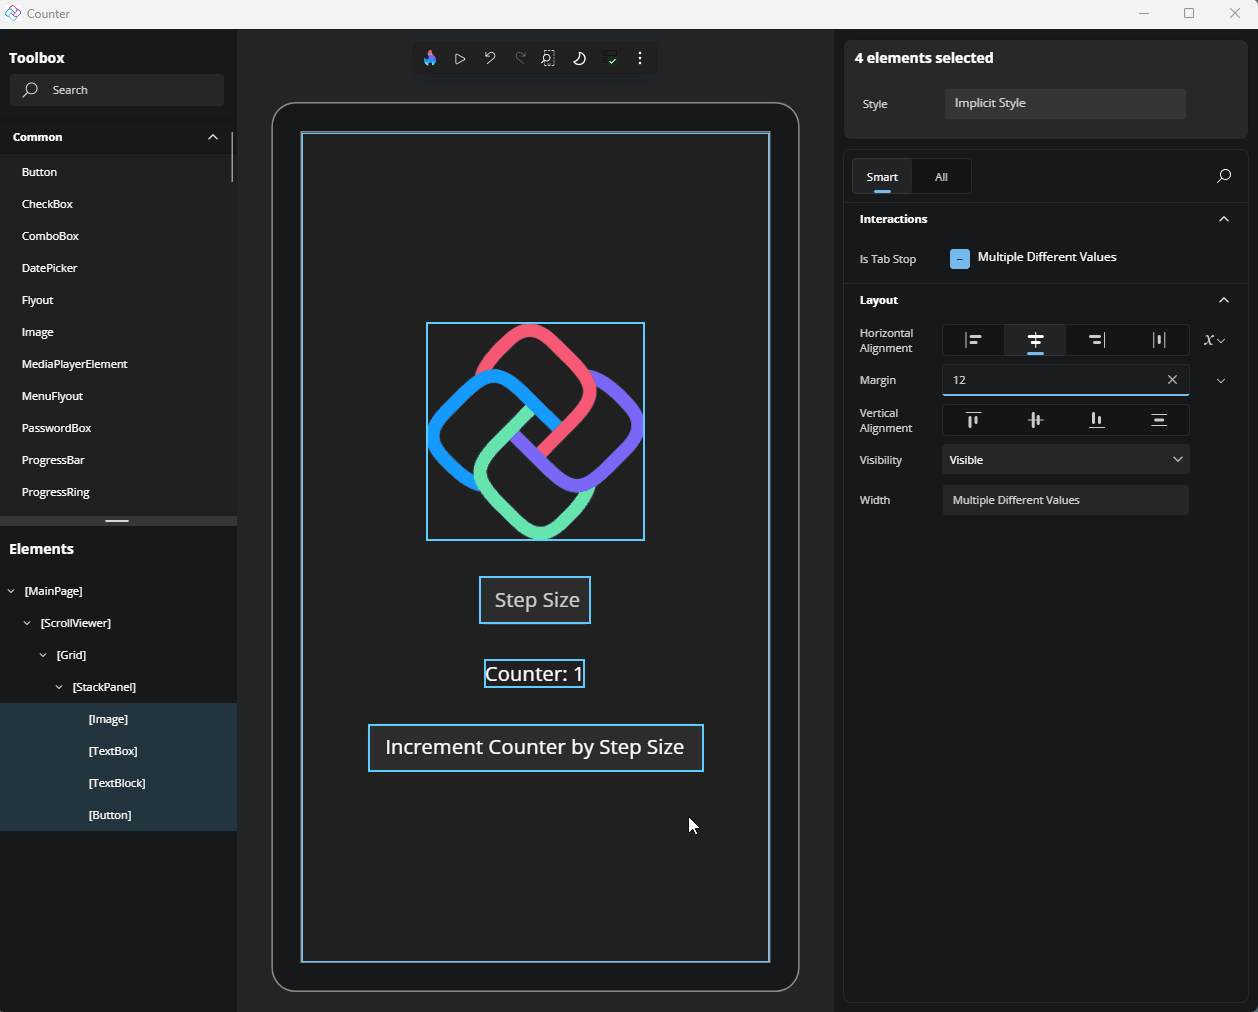 Counter
Toolbox
Search
Common
Button
CheckBox
ComboBox
DatePicker
Flyout
Image
MediaPlayerElement
MenuFlyout
PasswordBox
ProgressBar
ProgressRing
Elements
[MainPage]
[ScrollViewer]
[Grid]
[StackPanel]
[Image]
[TextBox]
[TextBlock]
[Button]
Step Size
Counter: 1
Increment Counter by Step Size
4 elements selected
Style
Implicit Style
Smart
All
Interactions
Is Tab Stop
Multiple Different Values
Layout
Horizontal
Alignment
Margin
12
Vertical
Alignment
Visibility
Visible
Width
Multiple Different Values